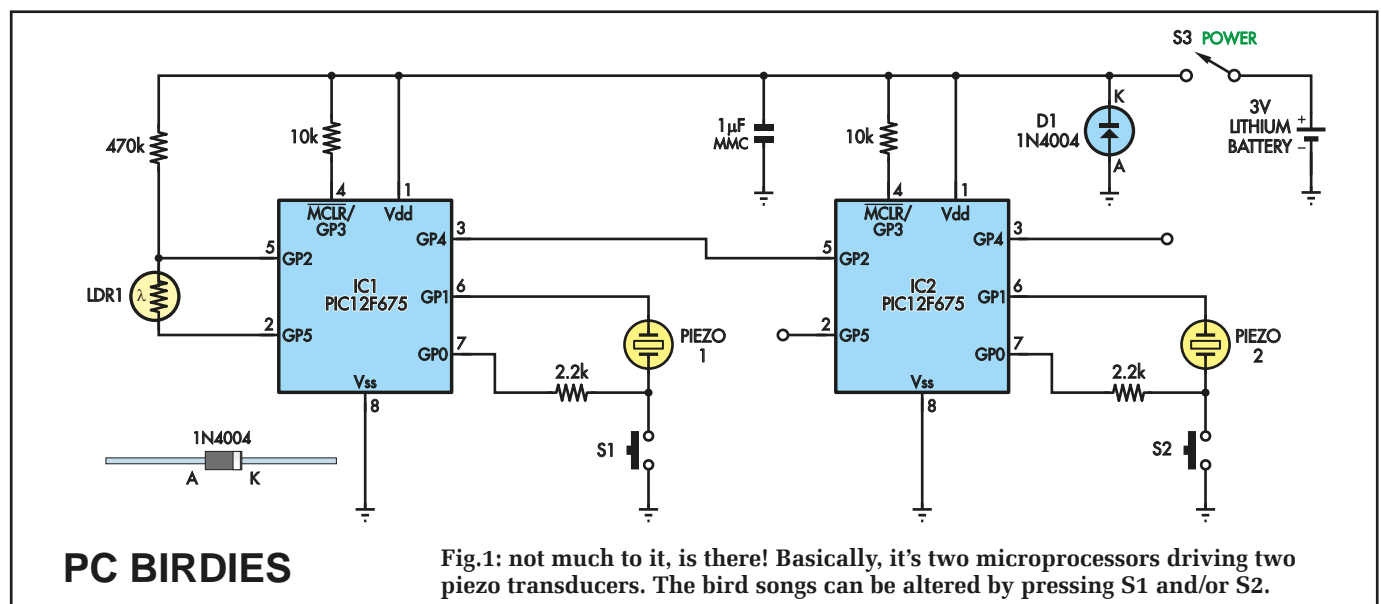 S3 POWER
470k
10k
1µF
MMC
10k
K
D1
1N4004
A
3V
LITHIUM
BATTERY
+
–
4
1
MCLR/
GP3
Vdd
GP4
3
5
GP2
IC1
PIC12F675
GP1
6
LDR1
λ
2
GP5
GP0
7
Vss
8
PIEZO
1
2.2k
S1
4
1
MCLR/
GP3
Vdd
GP4
3
5
GP2
IC2
PIC12F675
GP1
6
2
GP5
GP0
7
Vss
8
PIEZO
2
2.2k
S2
1N4004
A K
PC BIRDIES
Fig.1: not much to it, is there! Basically, it's two microprocessors driving two
piezo transducers. The bird songs can be altered by pressing S1 and/or S2.